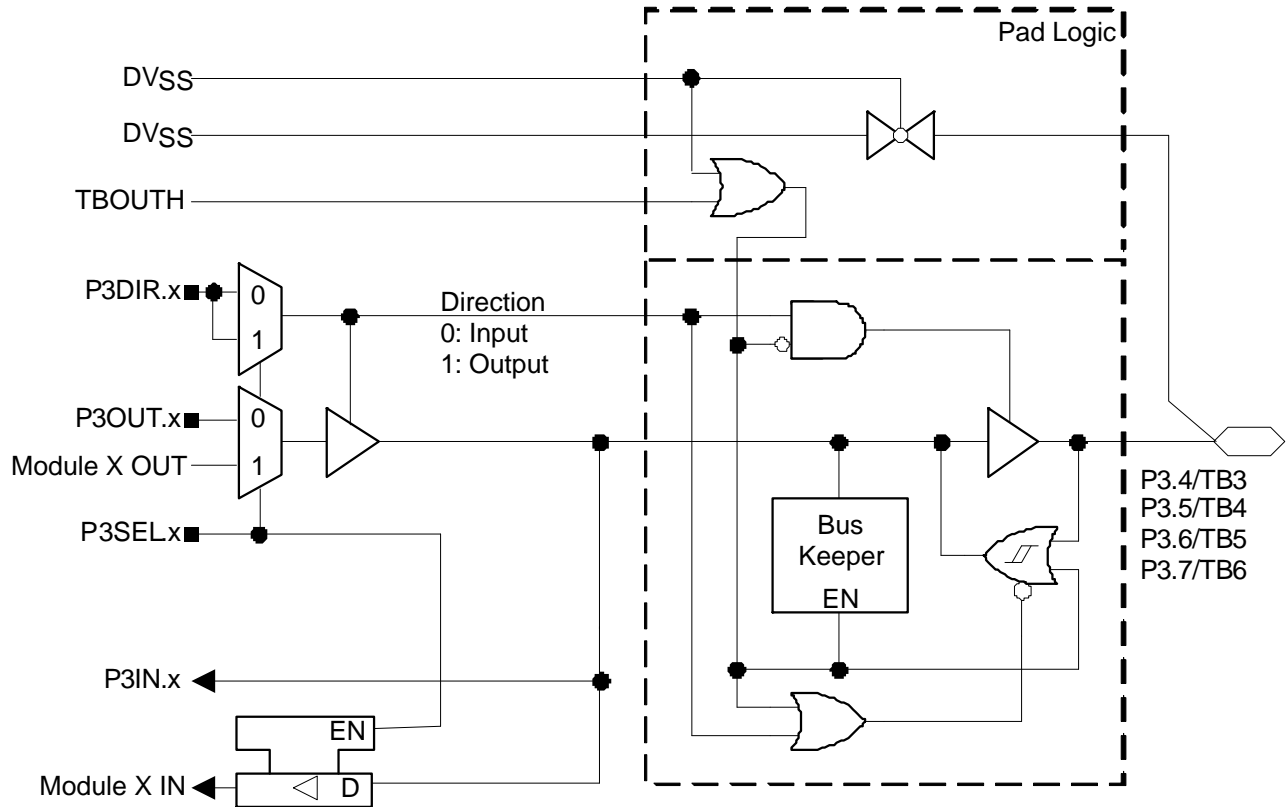 Pad Logic
DVSS
DVSS
TBOUTH
P3DIR.x
0
1
Direction
0: Input
1: Output
P3OUT.x
0
Module X OUT
1
P3SEL.x
P3.4/TB3
P3.5/TB4
P3.6/TB5
P3.7/TB6
Bus
Keeper
EN
P3IN.x
EN
Module X IN
D